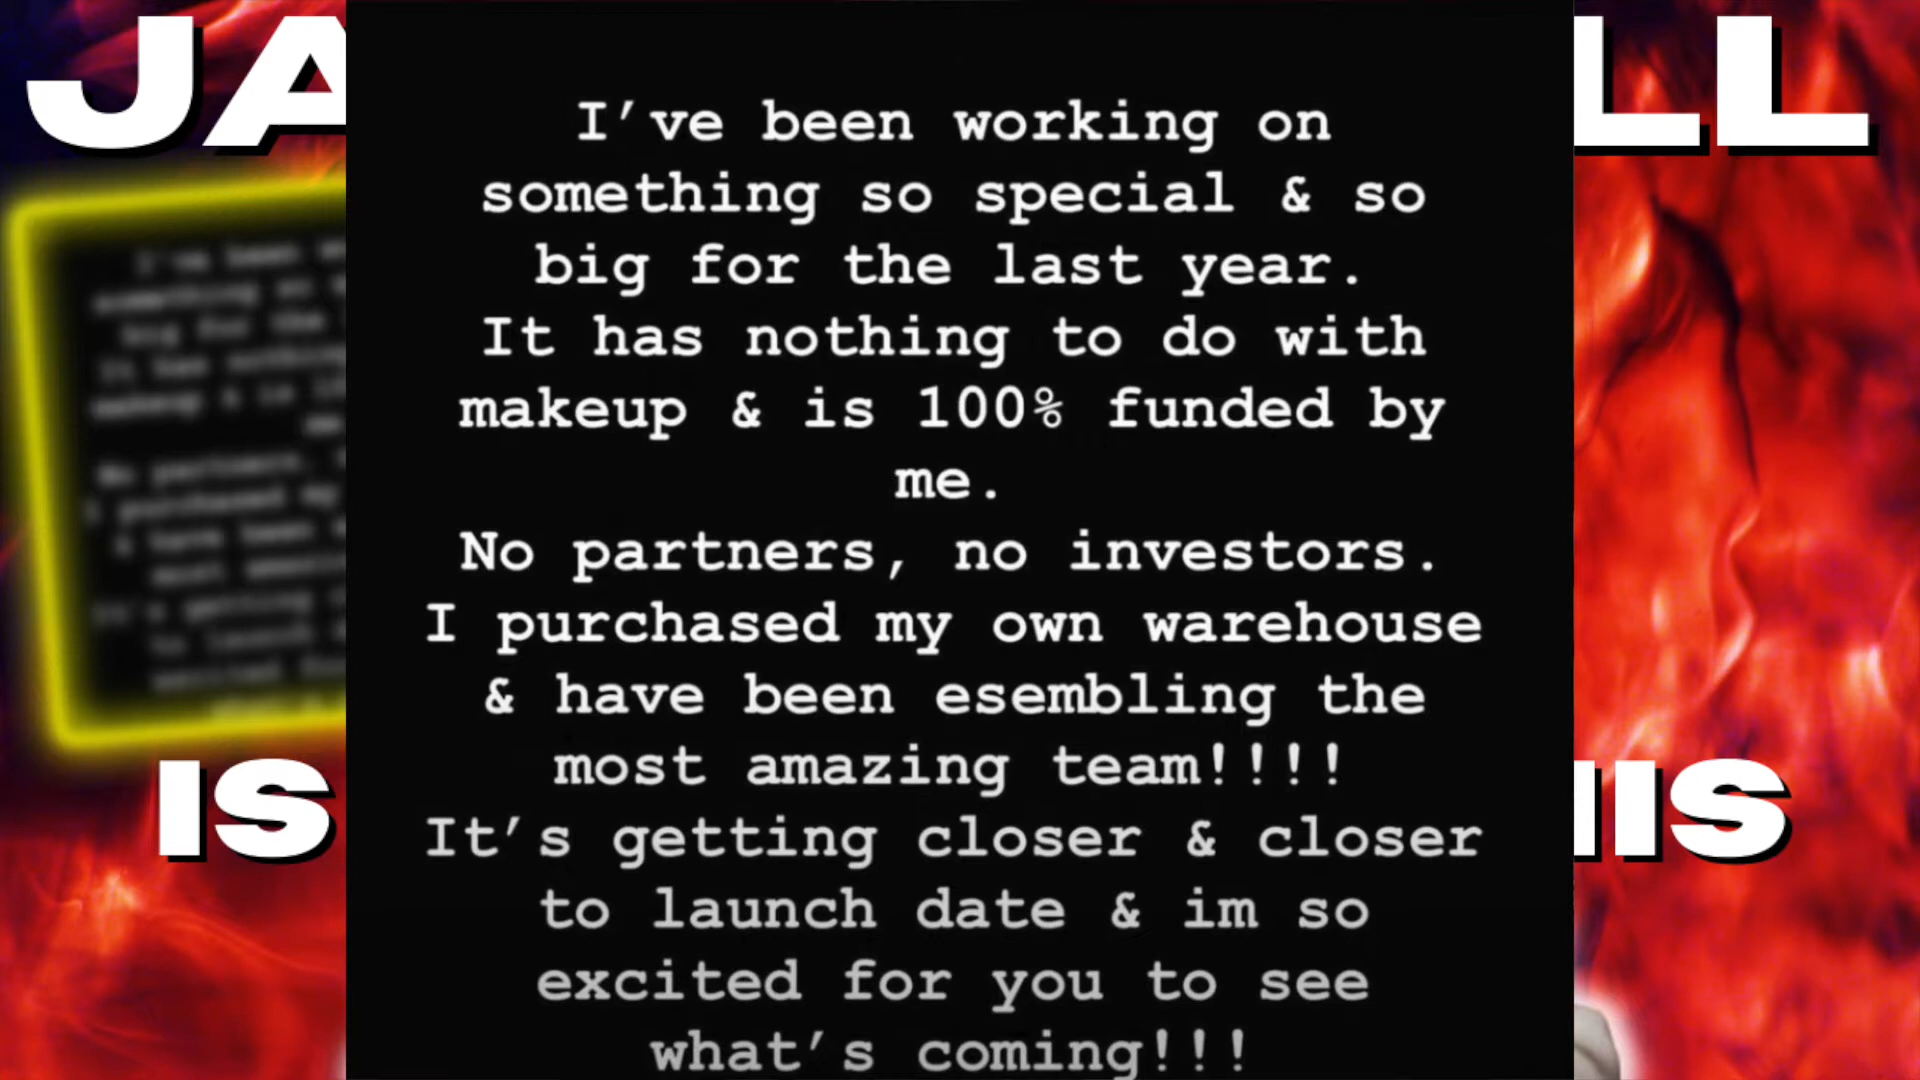 JA LL
I've been working on
something so special & so
big for the last year.
It has nothing to do with
makeup & is 100% funded by
me.
No partners, no investors.
I purchased my own warehouse
& have been esembling the
most amazing team!!!!
It's getting closer & closer
to launch date & im so
excited for you to see
what's coming!!!
IS IIS